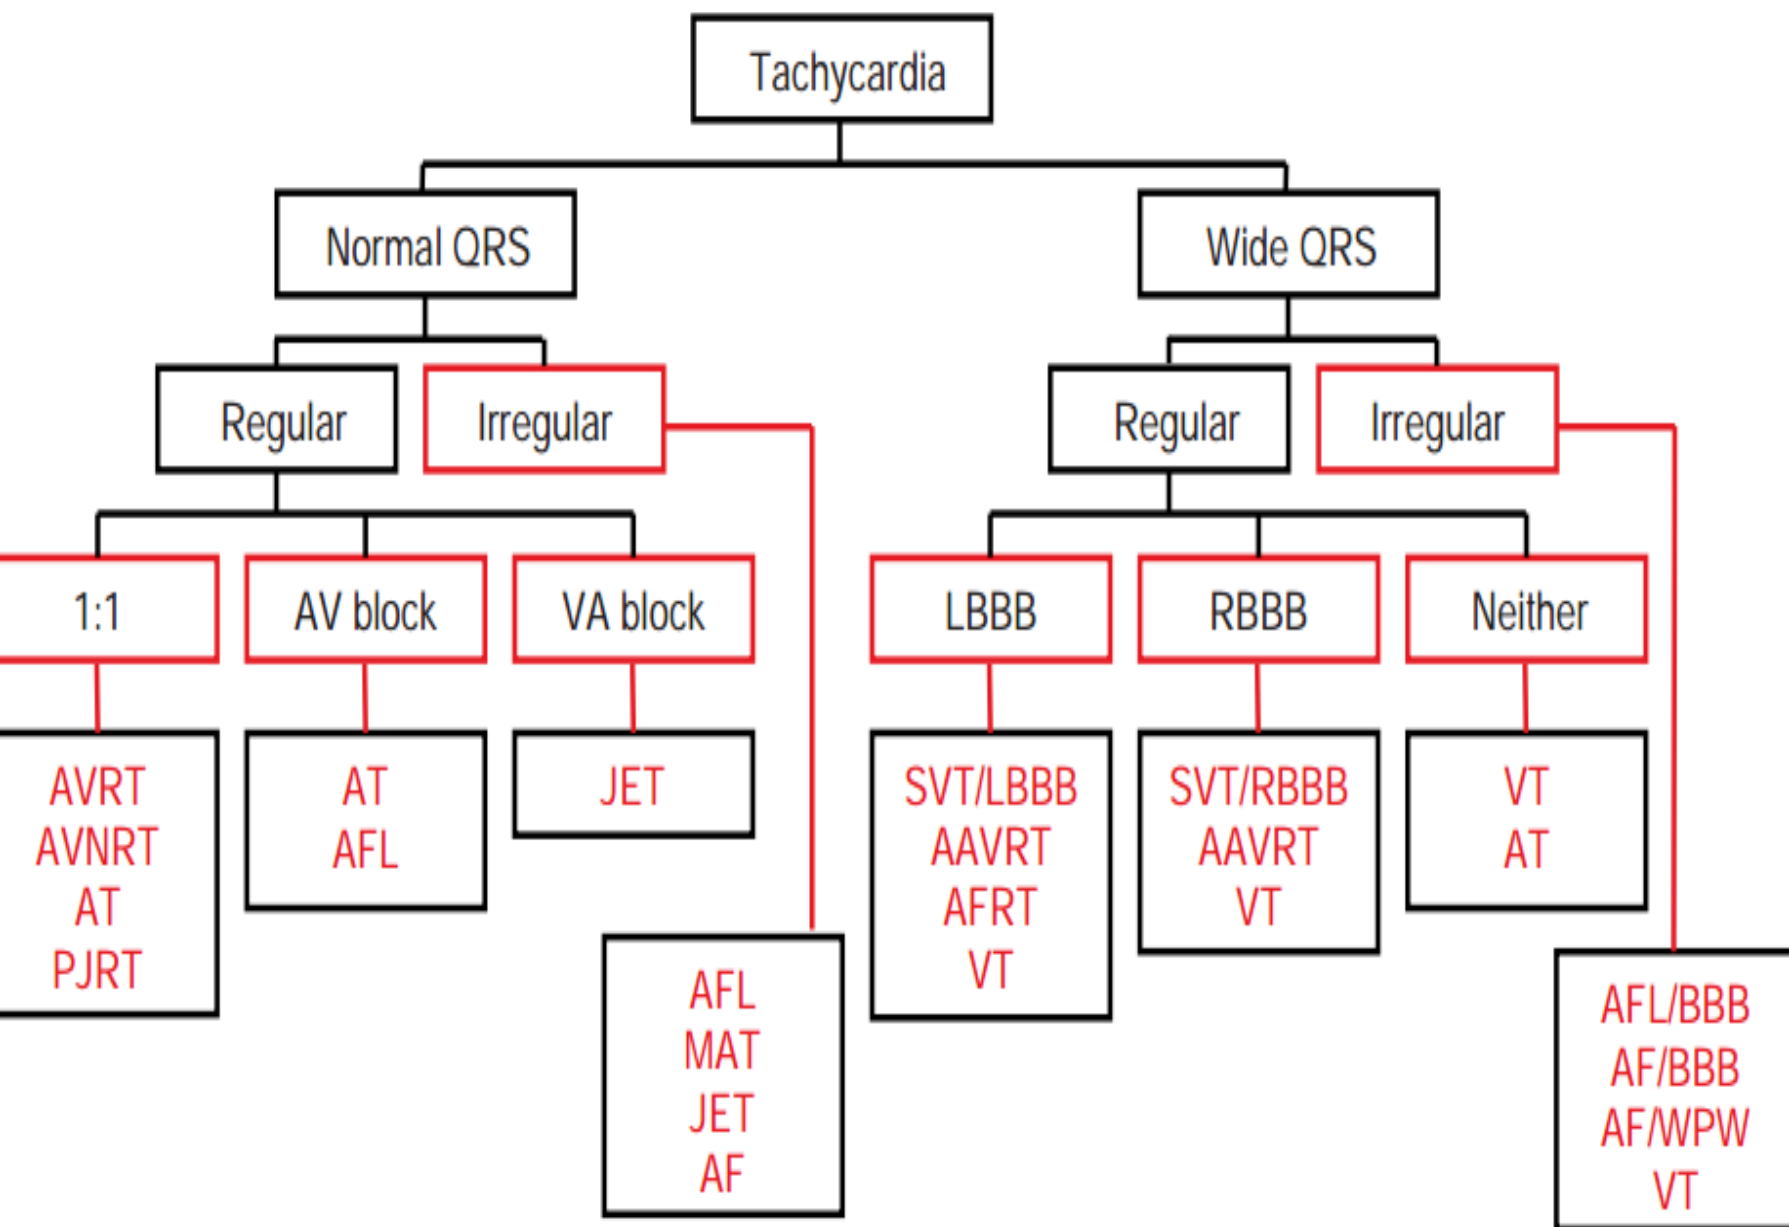 Tachycardia
Normal QRS
Wide QRS
Regular
Irregular
Regular
Irregular
1:1
AV block
VA block
LBBB
RBBB
Neither
AVRT
AVNRT
AT
PJRT
AT
AFL
JET
AFL
MAT
JET
AF
SVT/LBBB
AAVRT
AFRT
VT
SVT/RBBB
AAVRT
VT
VT
AT
AFL/BBB
AF/BBB
AF/WPW
VT